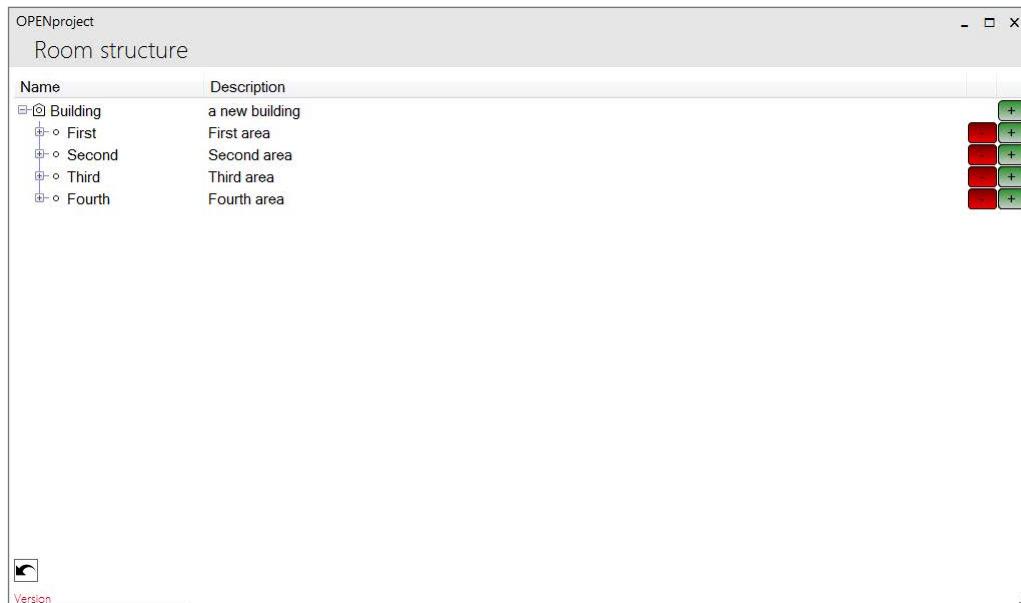 OPENproject
Room structure
Name Description
Building a new building +
First First area - +
Second Second area - +
Third Third area - +
Fourth Fourth area - +
Version